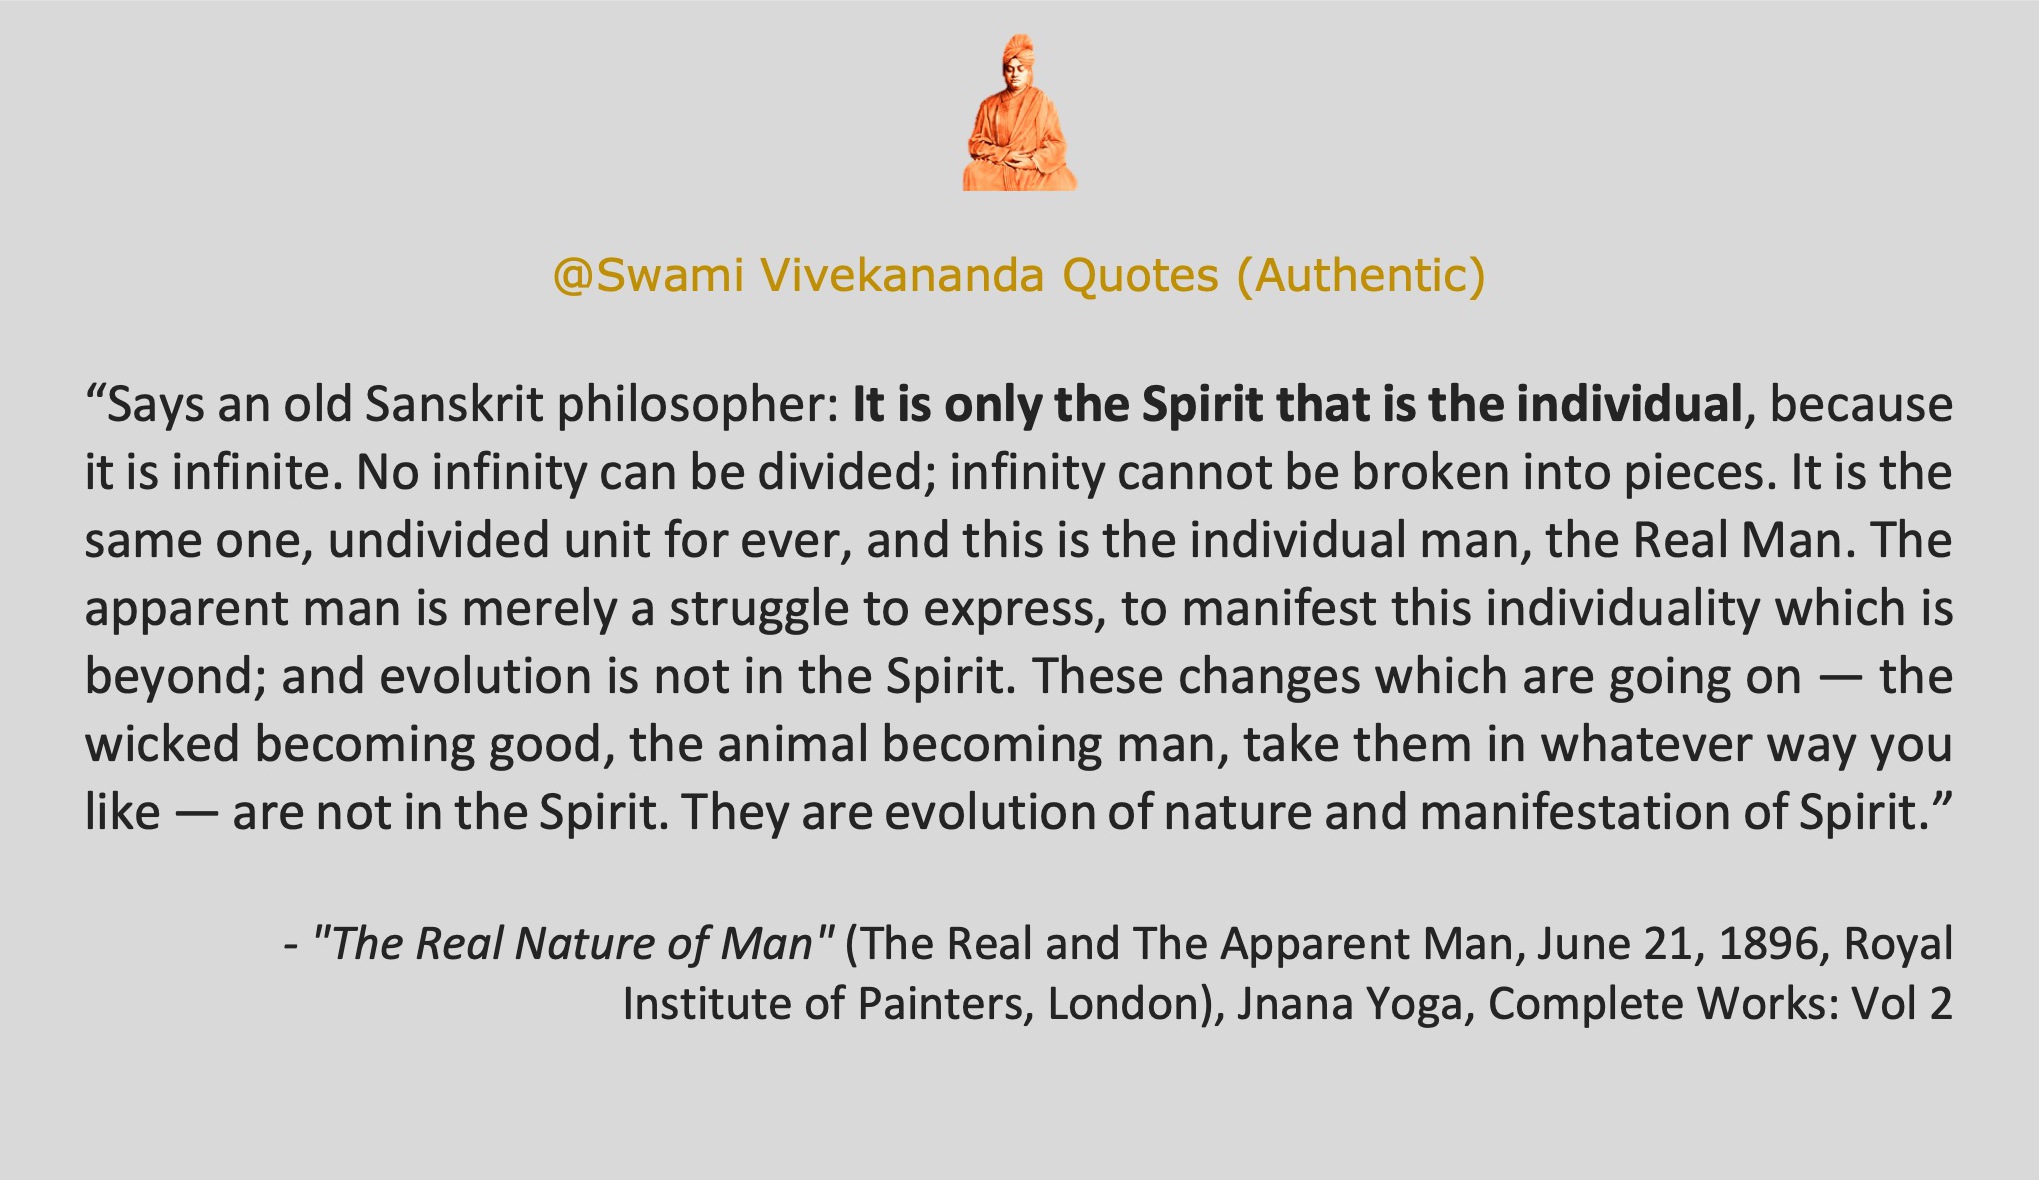 @Swami Vivekananda Quotes (Authentic)
“Says an old Sanskrit philosopher: It is only the Spirit that is the individual, because
it is infinite. No infinity can be divided; infinity cannot be broken into pieces. It is the
same one, undivided unit for ever, and this is the individual man, the Real Man. The
apparent man is merely a struggle to express, to manifest this individuality which is
beyond; and evolution is not in the Spirit. These changes which are going on — the
wicked becoming good, the animal becoming man, take them in whatever way you
like — are not in the Spirit. They are evolution of nature and manifestation of Spirit.”
- "The Real Nature of Man" (The Real and The Apparent Man, June 21, 1896, Royal
Institute of Painters, London), Jnana Yoga, Complete Works: Vol 2